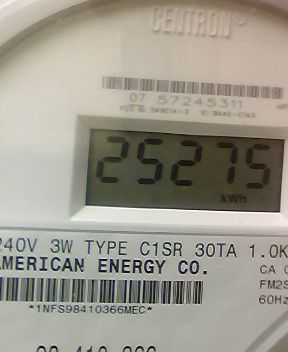 CENTRON
07 57245311
25275
kWh
240V 3W TYPE C1SR 30TA 1.0K
AMERICAN ENERGY CO.
CA
FM2S
60Hz
*1NFS98410366MEC*